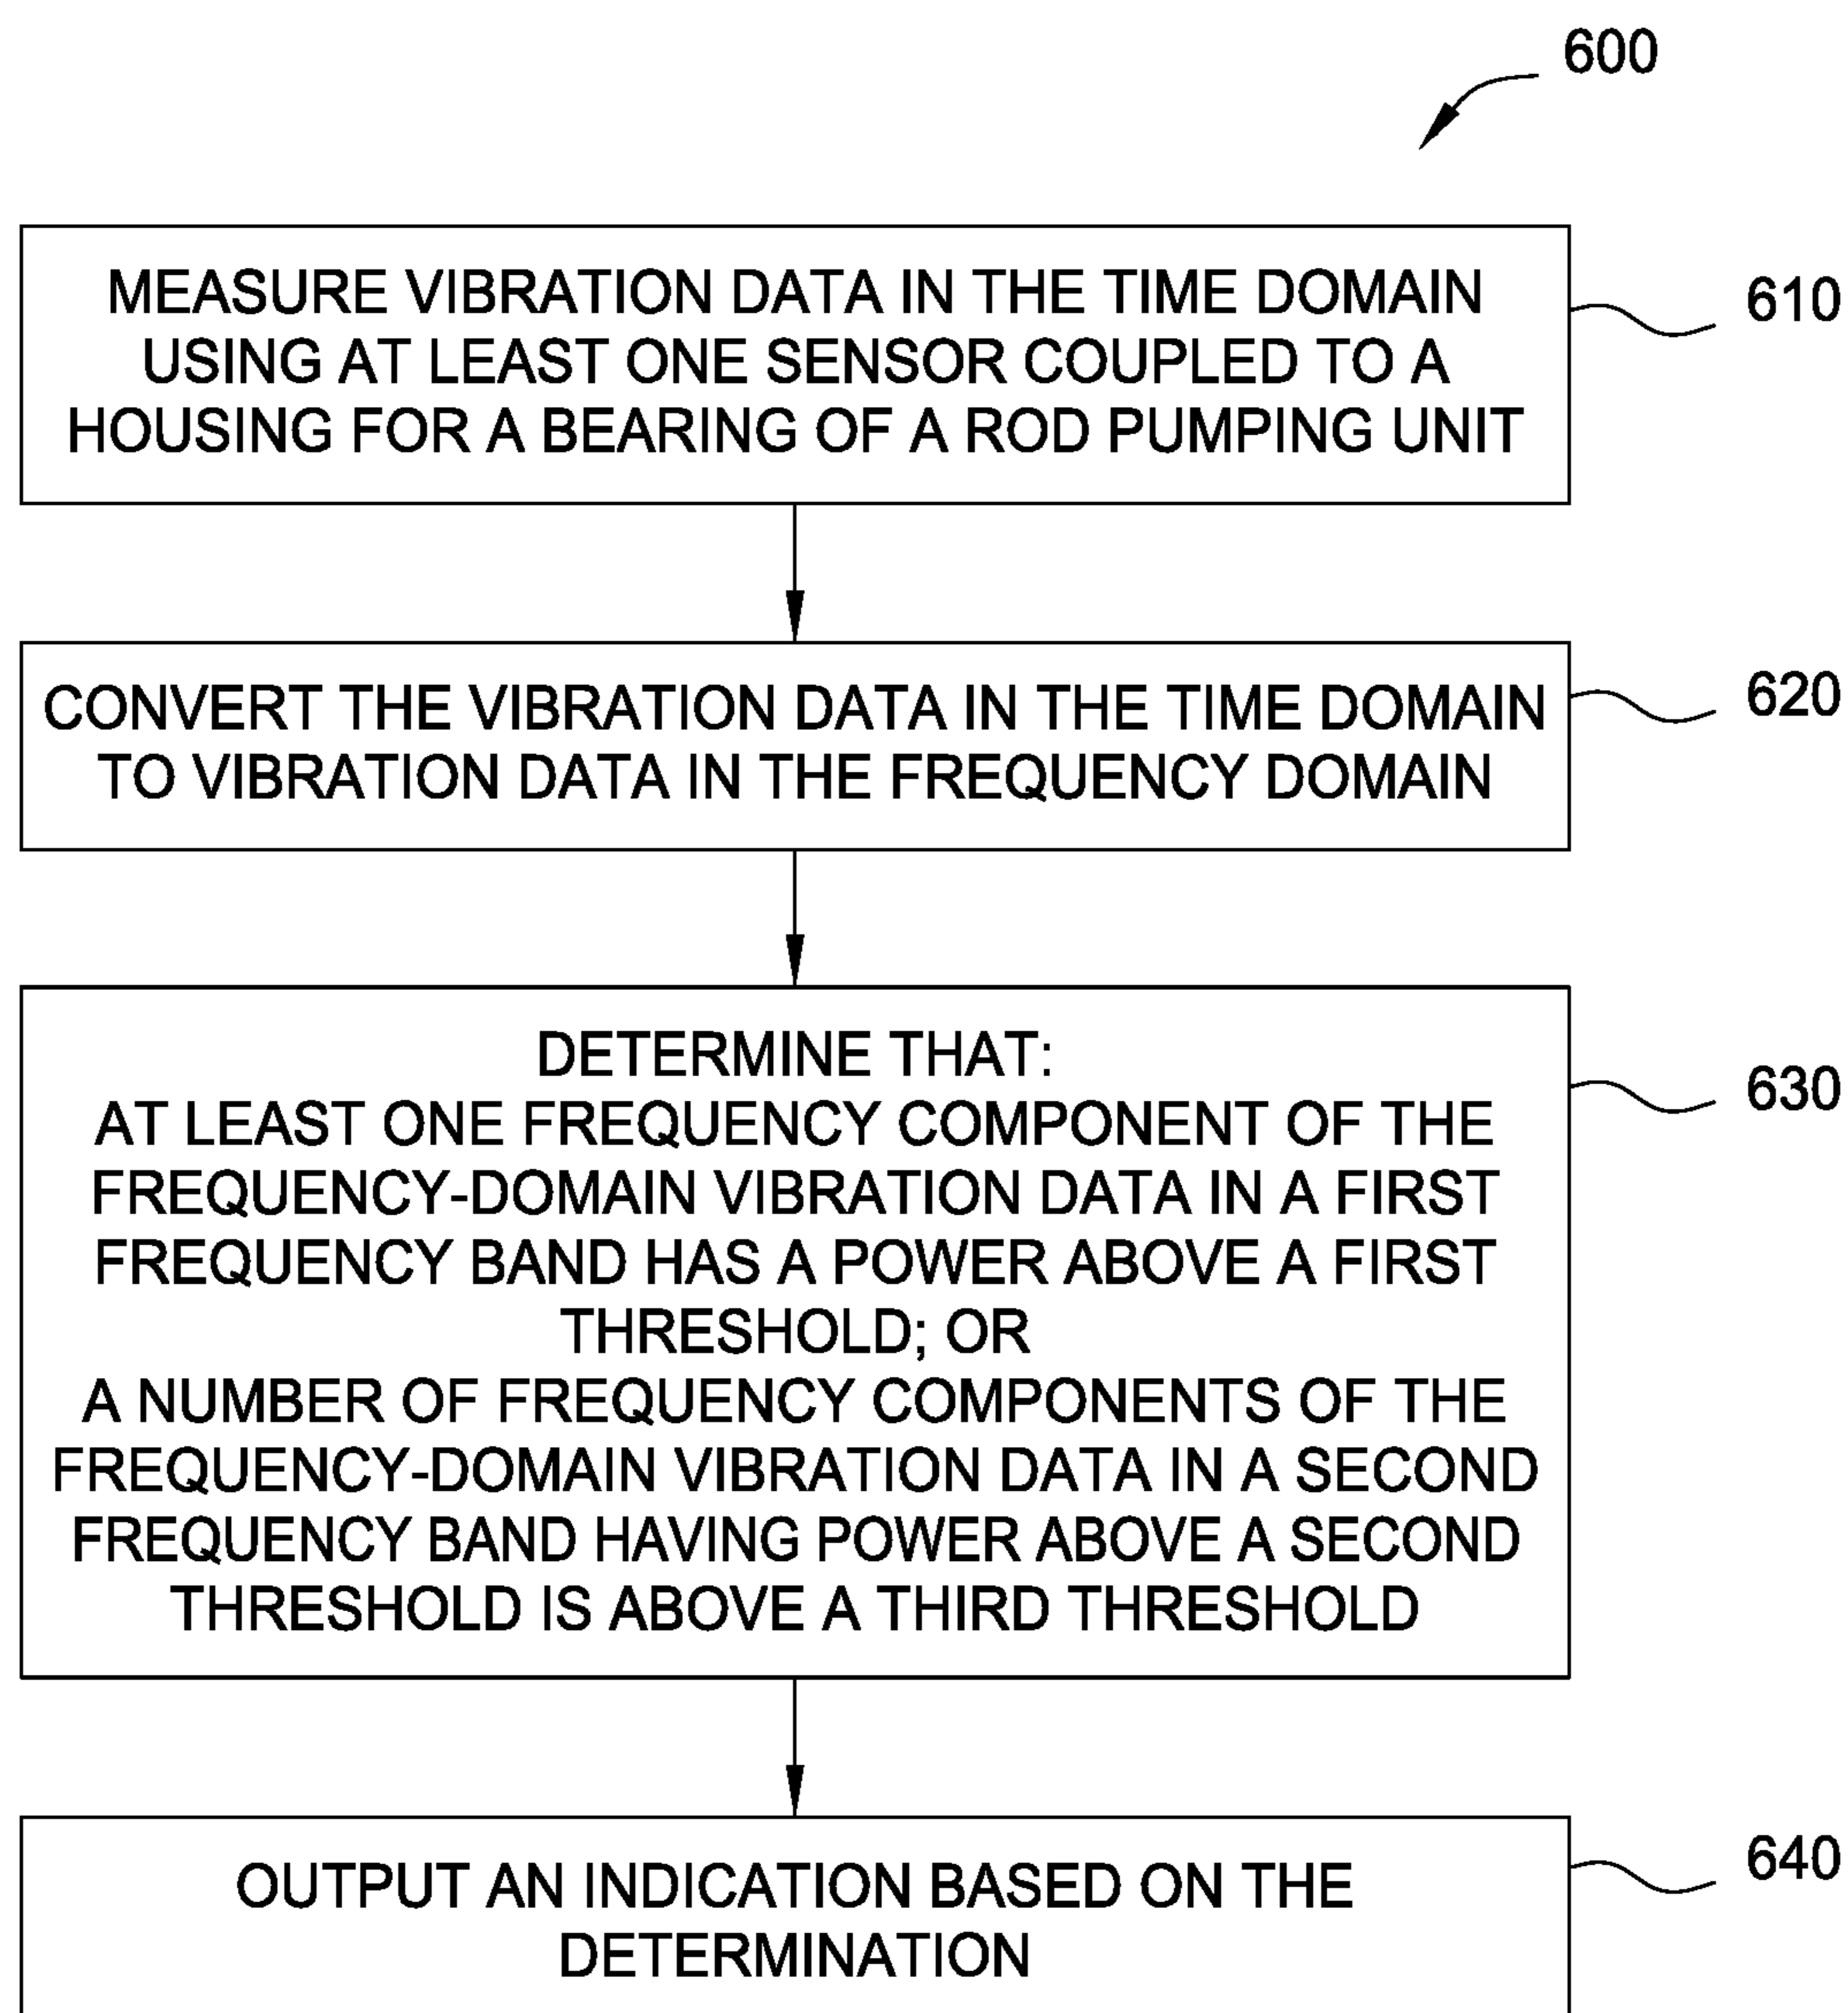 600
MEASURE VIBRATION DATA IN THE TIME DOMAIN
USING AT LEAST ONE SENSOR COUPLED TO A
HOUSING FOR A BEARING OF A ROD PUMPING UNIT
610
CONVERT THE VIBRATION DATA IN THE TIME DOMAIN
TO VIBRATION DATA IN THE FREQUENCY DOMAIN
620
DETERMINE THAT:
AT LEAST ONE FREQUENCY COMPONENT OF THE
FREQUENCY-DOMAIN VIBRATION DATA IN A FIRST
FREQUENCY BAND HAS A POWER ABOVE A FIRST
THRESHOLD; OR
A NUMBER OF FREQUENCY COMPONENTS OF THE
FREQUENCY-DOMAIN VIBRATION DATA IN A SECOND
FREQUENCY BAND HAVING POWER ABOVE A SECOND
THRESHOLD IS ABOVE A THIRD THRESHOLD
630
OUTPUT AN INDICATION BASED ON THE
DETERMINATION
640